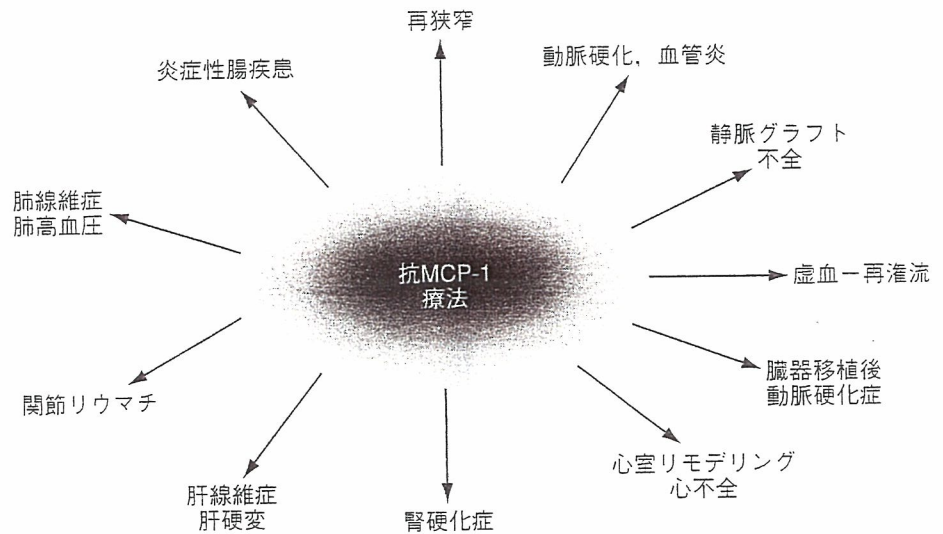 再狭窄
動脈硬化，血管炎
炎症性腸疾患
静脈グラフト
不全
肺線維症
肺高血圧
抗MCP-1
療法
虚血－再灌流
臓器移植後
動脈硬化症
関節リウマチ
心室リモデリング
心不全
肝線維症
肝硬変
腎硬化症